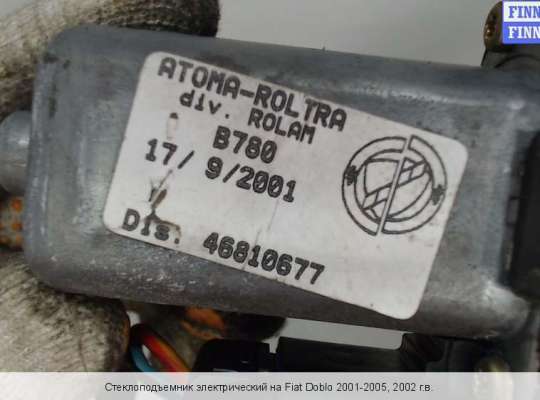 FINN
FINN
ATOMA-ROLTRA
div. ROLAM
B780
17/ 9/2001
Dis. 46810677
Стеклоподъемник электрический на Fiat Doblo 2001-2005, 2002 г.в.